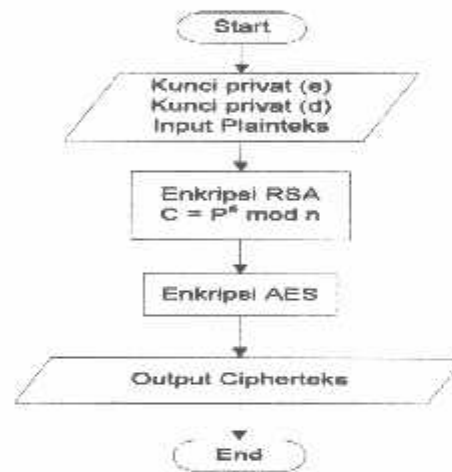 Start
Kunci privat (e)
Kunci privat (d)
Input Plainteks
Enkripsi RSA
C = Pᵉ mod n
Enkripsi AES
Output Cipherteks
End